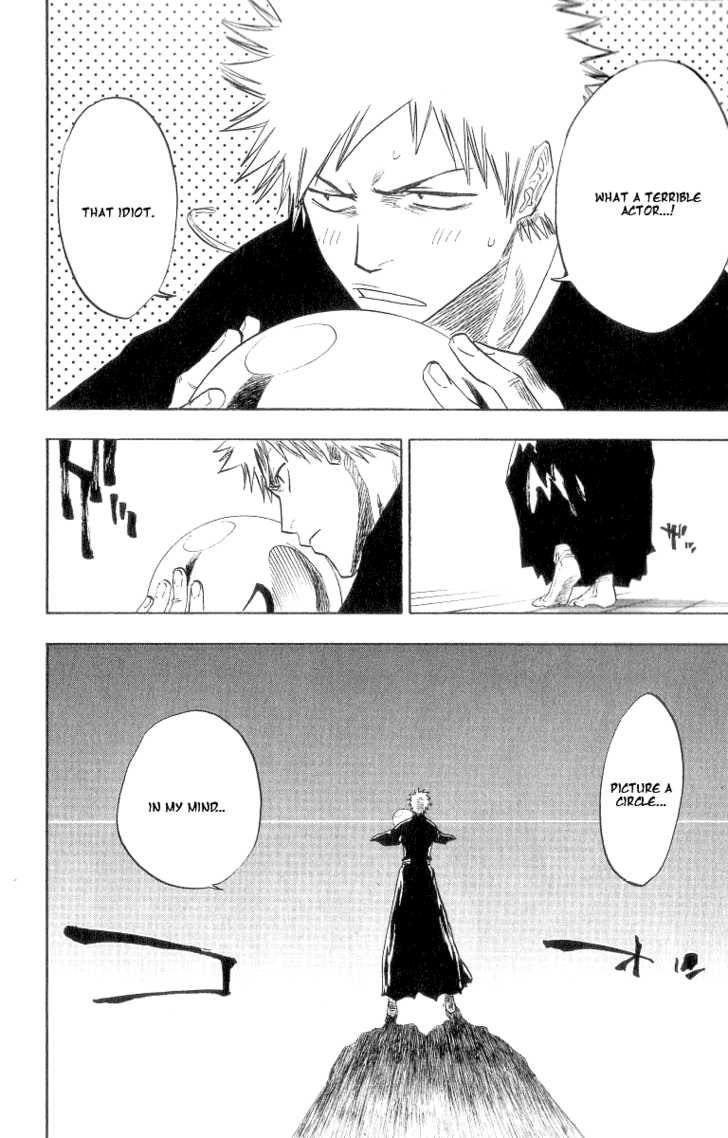 WHAT A TERRIBLE
ACTOR...!
THAT IDIOT.
PICTURE A
CIRCLE...
IN MY MIND..